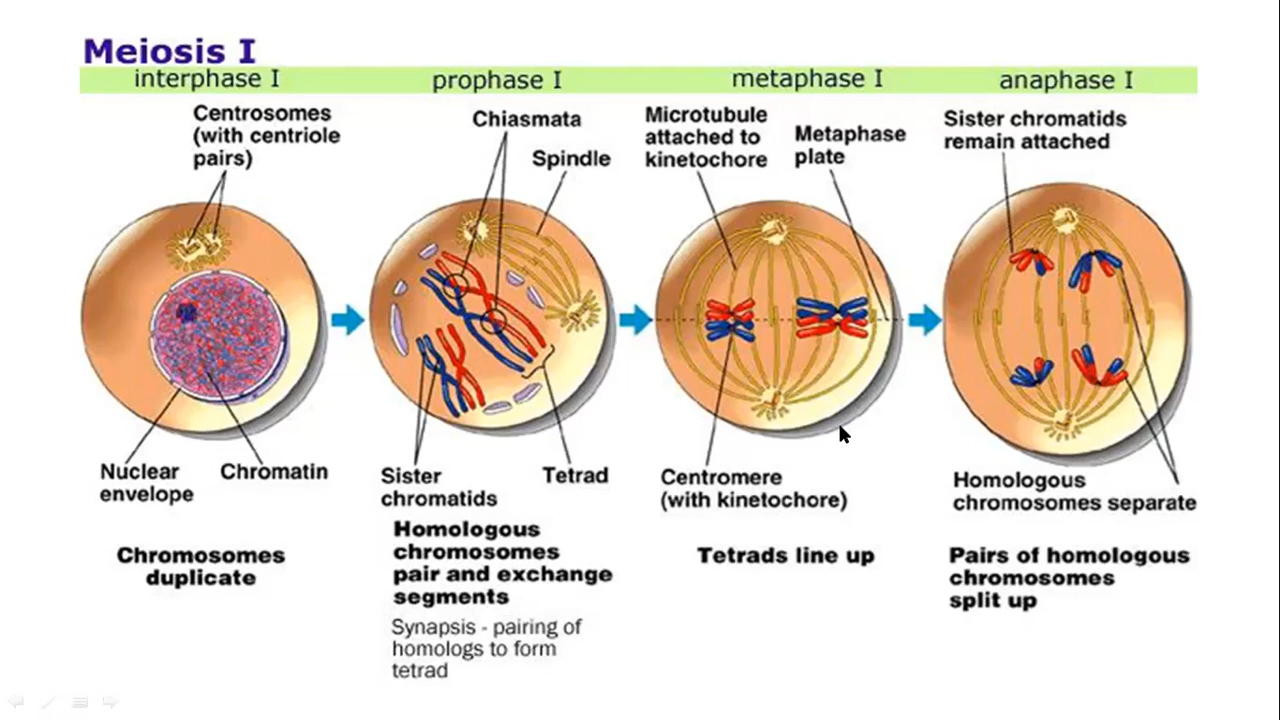 Meiosis I
interphase I
prophase I
metaphase I
anaphase I
Centrosomes
(with centriole
pairs)
Nuclear
envelope
Chromatin
Chromosomes
duplicate
Chiasmata
Spindle
Sister
chromatids
Tetrad
Homologous
chromosomes
pair and exchange
segments
Synapsis - pairing of
homologs to form
tetrad
Microtubule
attached to
kinetochore
Metaphase
plate
Centromere
(with kinetochore)
Tetrads line up
Sister chromatids
remain attached
Homologous
chromosomes separate
Pairs of homologous
chromosomes
split up